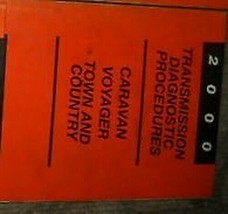 2000
TRANSMISSION
DIAGNOSTIC
PROCEDURES
CARAVAN
VOYAGER
TOWN AND
COUNTRY